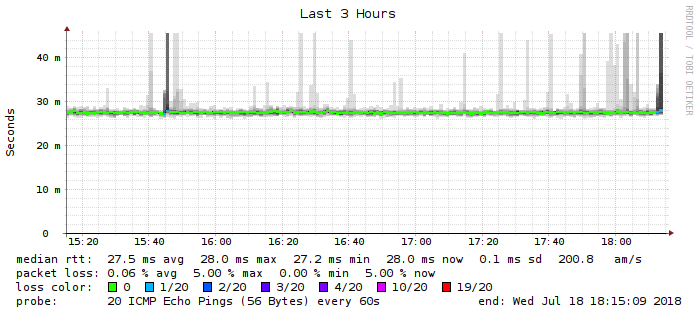 Last 3 Hours
RRDTOOL / TOBI OETIKER
Seconds
40 m
30 m
20 m
10 m
0
15:20 15:40 16:00 16:20 16:40 17:00 17:20 17:40 18:00
median rtt: 27.5 ms avg 28.0 ms max 27.2 ms min 28.0 ms now 0.1 ms sd 200.8 am/s
packet loss: 0.06 % avg 5.00 % max 0.00 % min 5.00 % now
loss color: 0 1/20 2/20 3/20 4/20 10/20 19/20
probe: 20 ICMP Echo Pings (56 Bytes) every 60s end: Wed Jul 18 18:15:09 2018